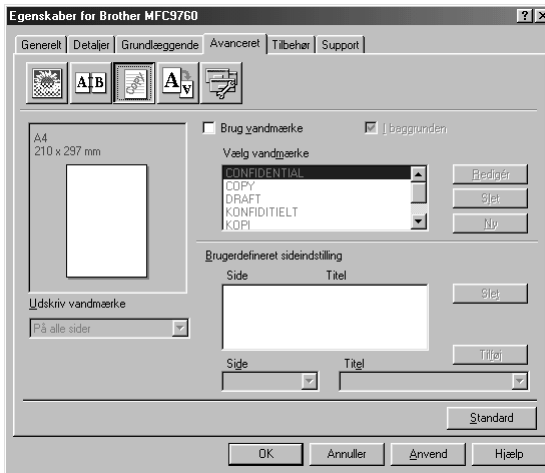 Egenskaber for Brother MFC9760
Generelt Detaljer Grundlæggende Avanceret Tilbehør Support
A4
210 x 297 mm
Udskriv vandmærke
På alle sider
Brug vandmærke I baggrunden
Vælg vandmærke
CONFIDENTIAL
COPY
DRAFT
KONFIDITIELT
KOPI
Redigér
Slet
Ny
Brugerdefineret sideindstilling
Side Titel
Slet
Tilføj
Side Titel
Standard
OK Annuller Anvend Hjælp